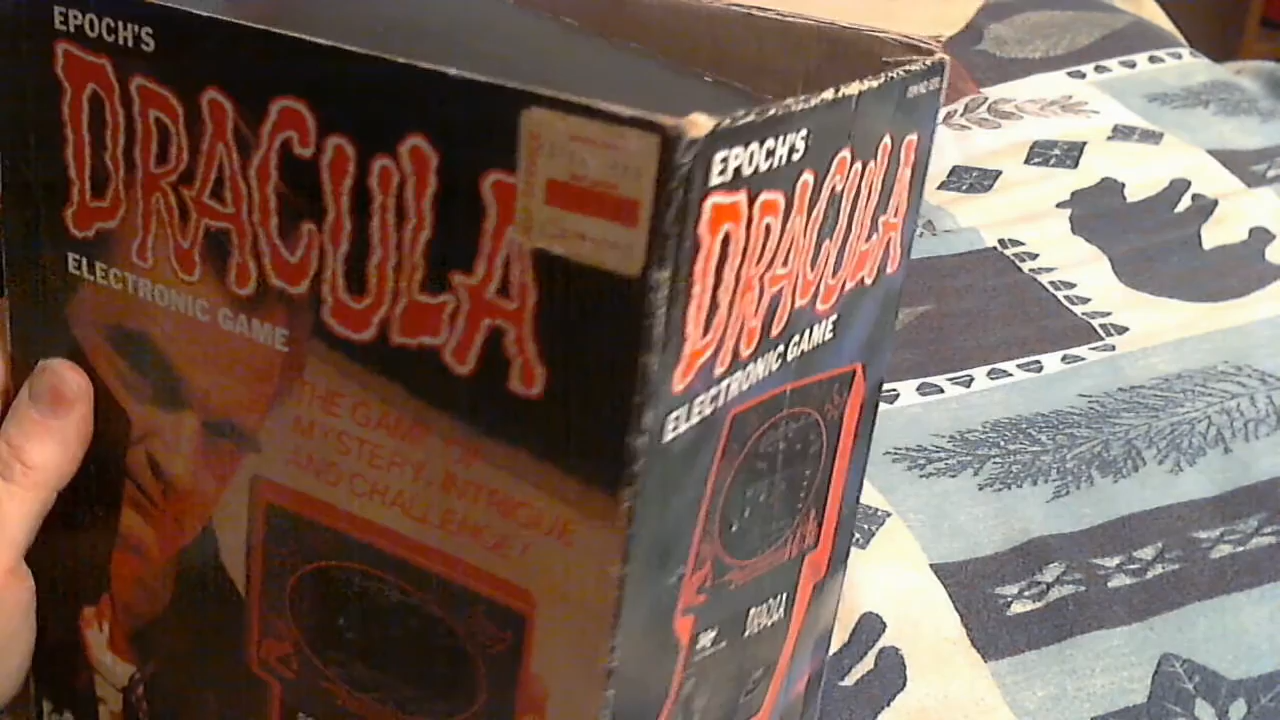 EPOCH'S
DRACULA
ELECTRONIC GAME
THE GAME OF
MYSTERY, INTRIGUE
AND CHALLENGE!
EPOCH'S
DRACULA
ELECTRONIC GAME
DRACULA